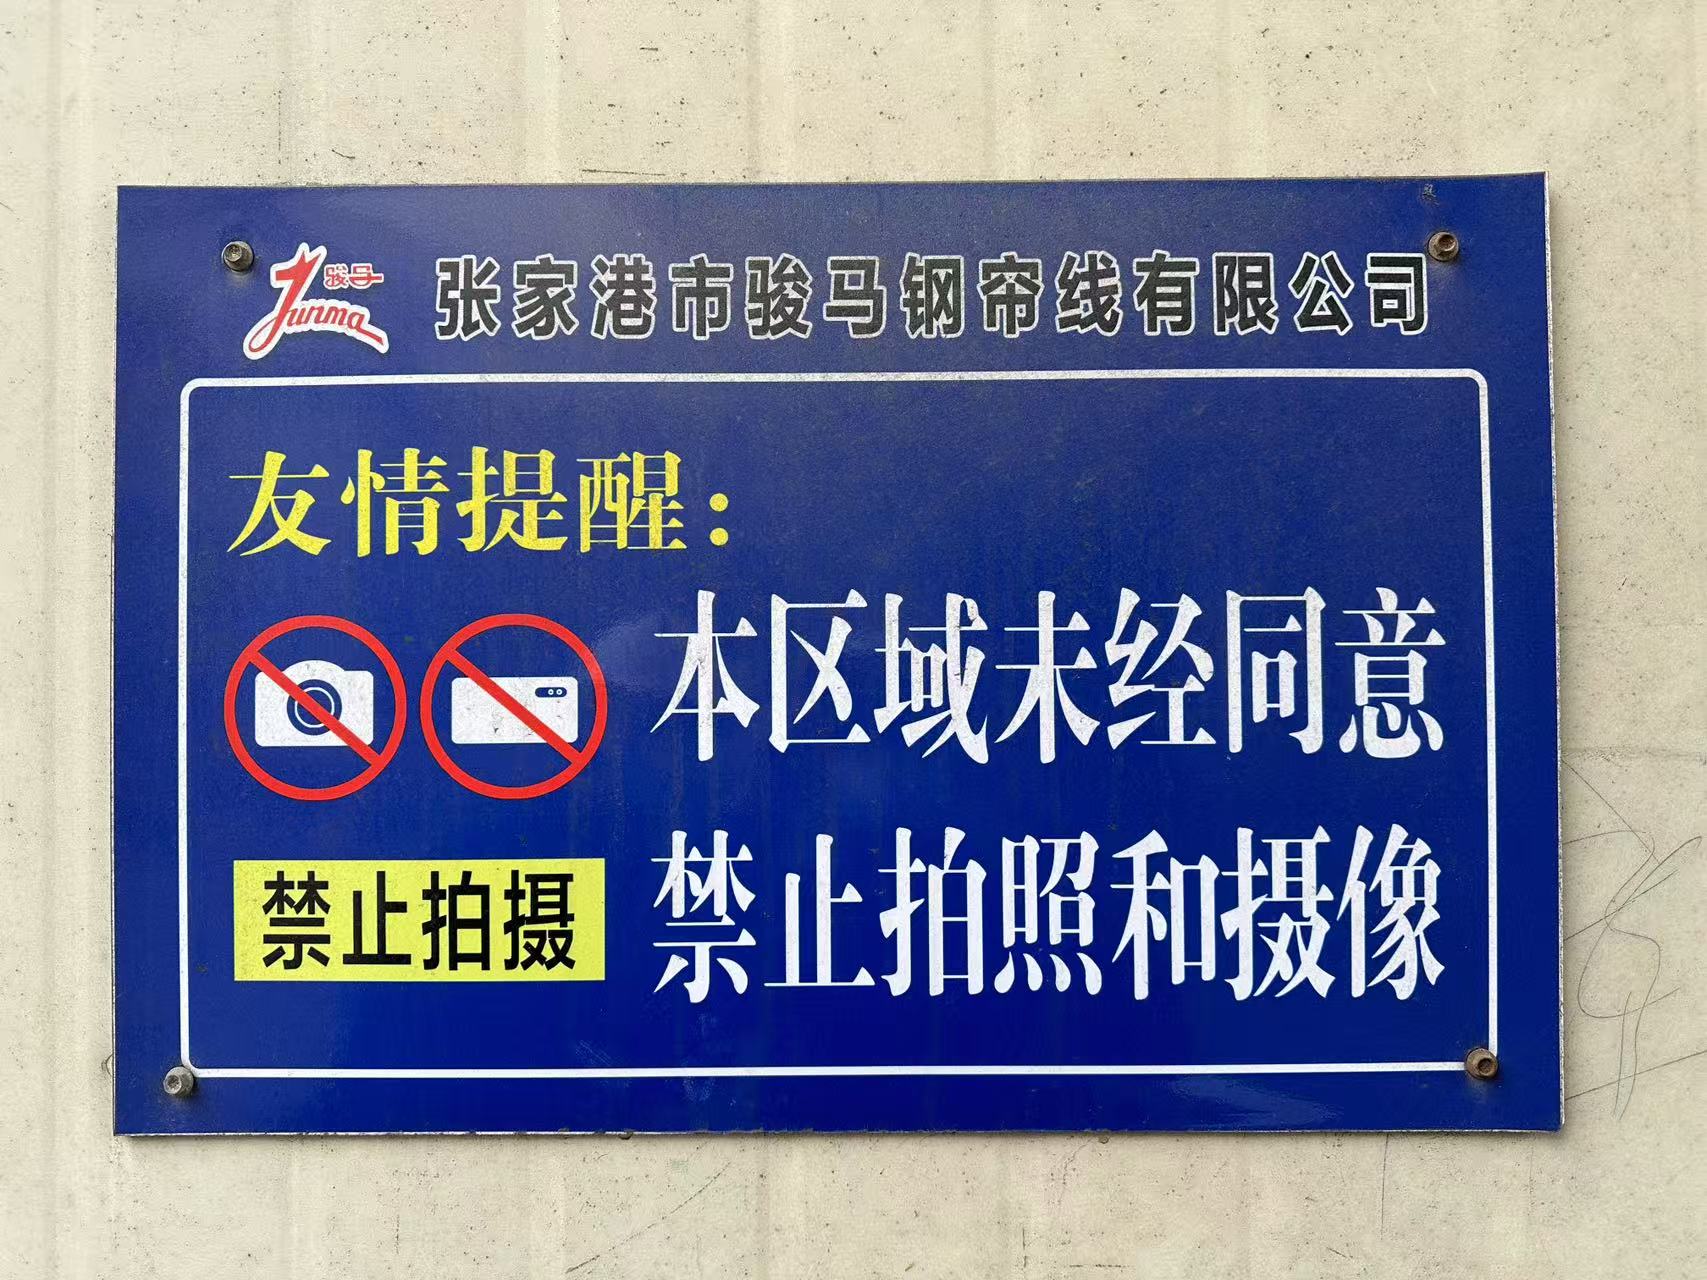 骏马
Junma
张家港市骏马钢帘线有限公司
友情提醒：
本区域未经同意
禁止拍照和摄像
禁止拍摄